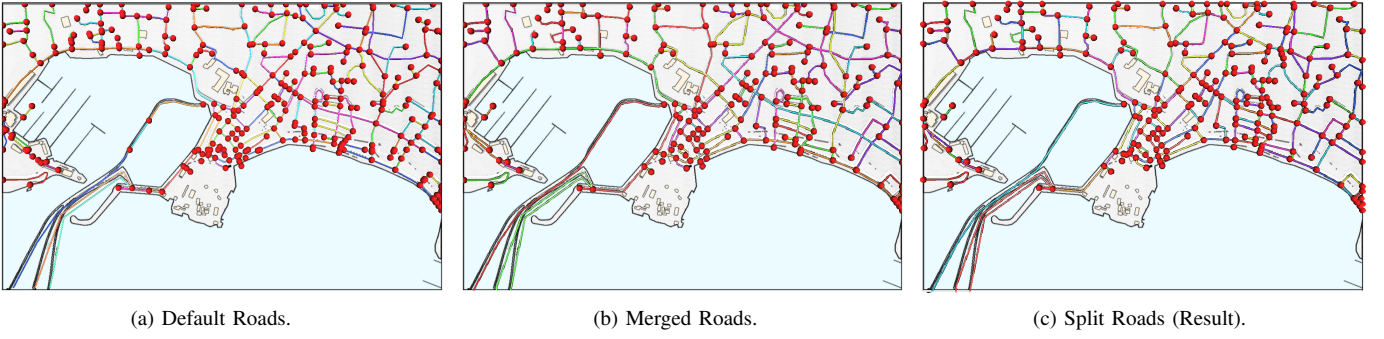 (a) Default Roads.
(b) Merged Roads.
(c) Split Roads (Result).